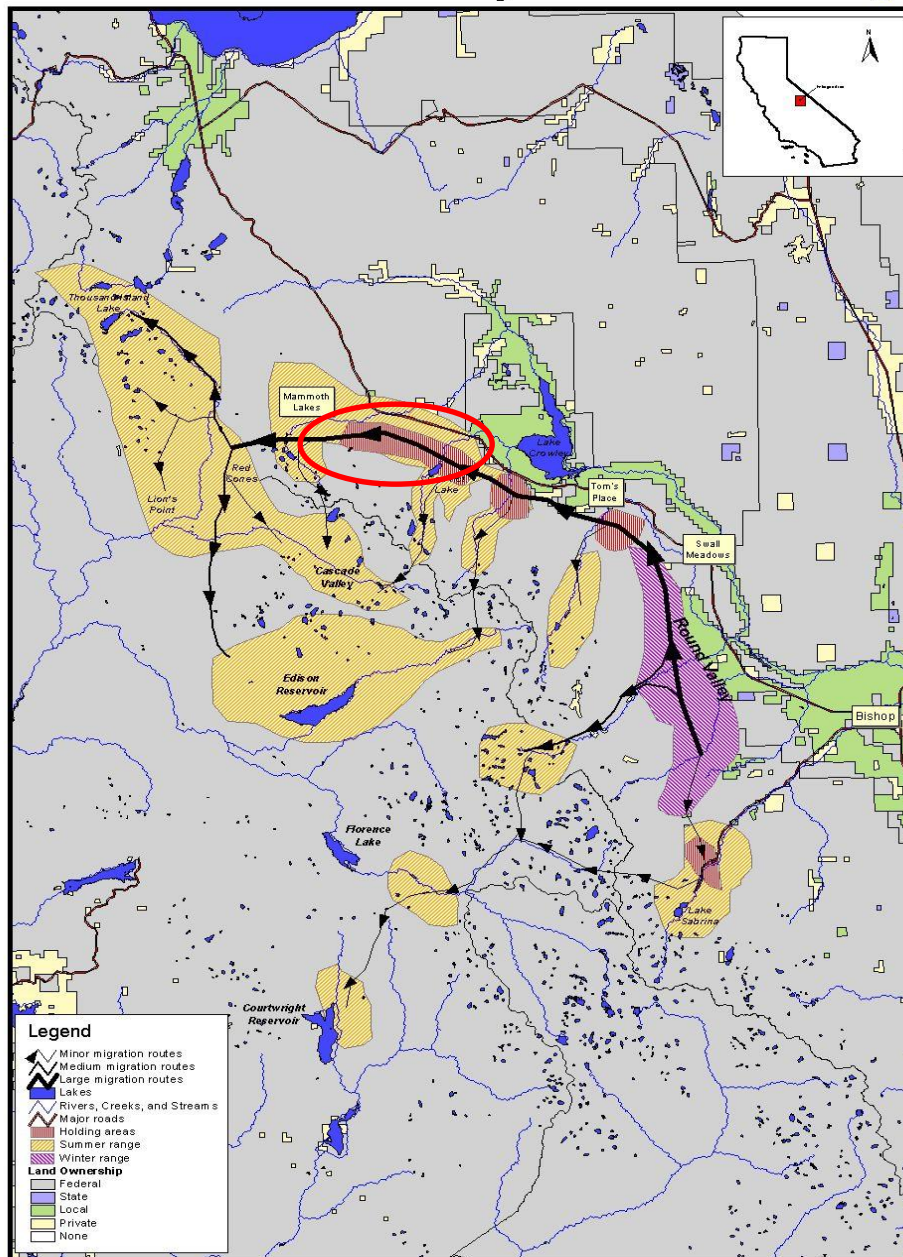 N
Thousand Island
Lake
Mammoth
Lakes
Lake
Crowley
Red
Cones
Lake
Tom's
Place
Lion's
Point
Swall
Meadows
Cascade
Valley
Round Valley
Edison
Reservoir
Bishop
Florence
Lake
Lake
Sabrina
Courtwright
Reservoir
Legend
Minor migration routes
Medium migration routes
Large migration routes
Lakes
Rivers, Creeks, and Streams
Major roads
Holding areas
Summer range
Winter range
Land Ownership
Federal
State
Local
Private
None